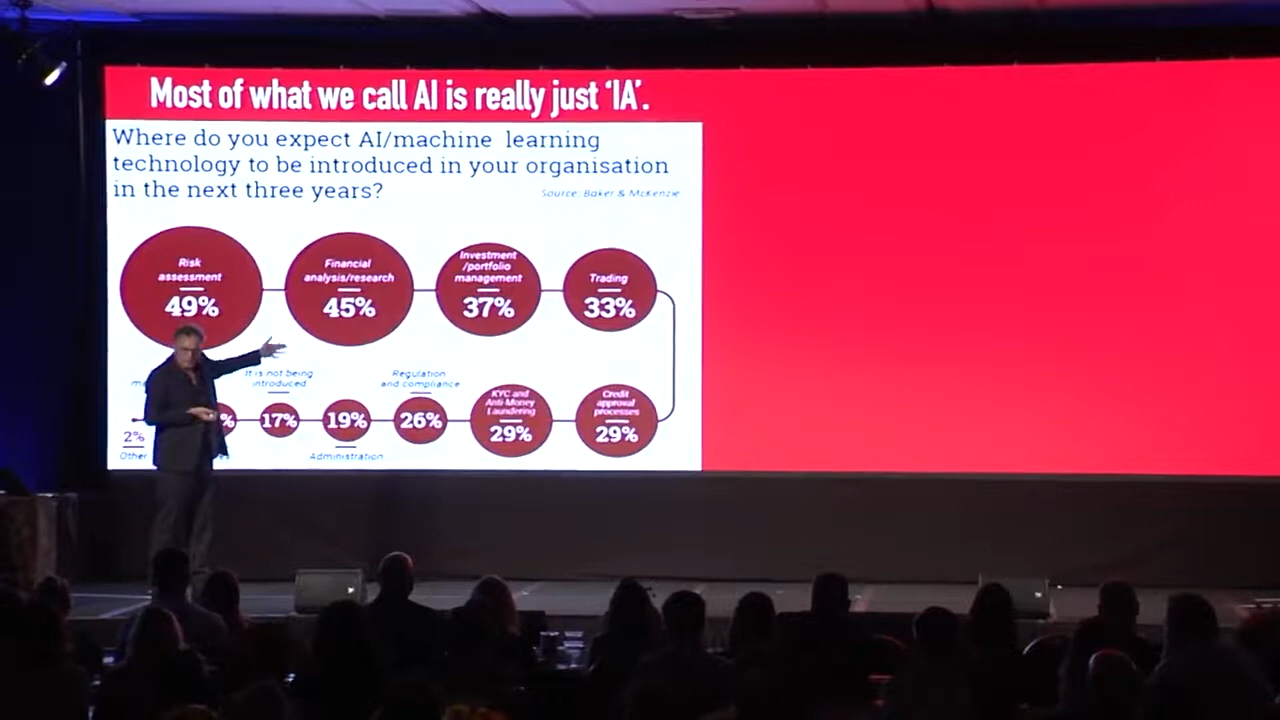 Most of what we call AI is really just ‘IA’.
Where do you expect AI/machine learning
technology to be introduced in your organisation
in the next three years?
Source: Baker & McKenzie
Risk
assessment
49%
Financial
analysis/research
45%
Investment
/portfolio
management
37%
Trading
33%
It is not being
introduced
17%
19%
Administration
Regulation
and compliance
26%
KYC and
Anti-Money
Laundering
29%
Credit
approval
processes
29%
2%
Other